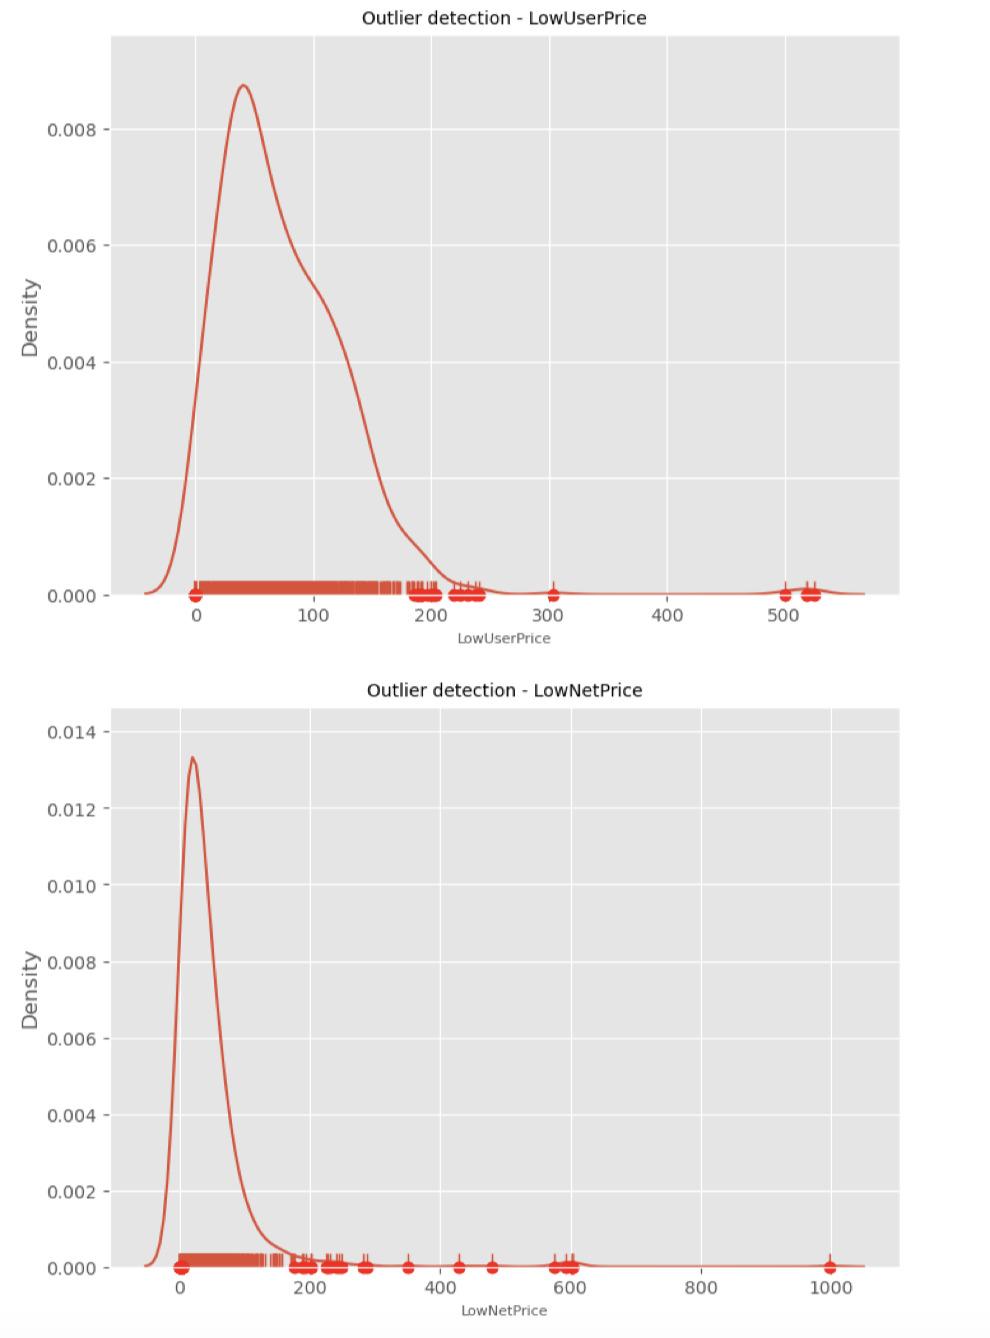 Outlier detection - LowUserPrice
0.008
0.006
Density
0.004
0.002
0.000
0 100 200 300 400 500
LowUserPrice
Outlier detection - LowNetPrice
0.014
0.012
0.010
0.008
Density
0.006
0.004
0.002
0.000
0 200 400 600 800 1000
LowNetPrice